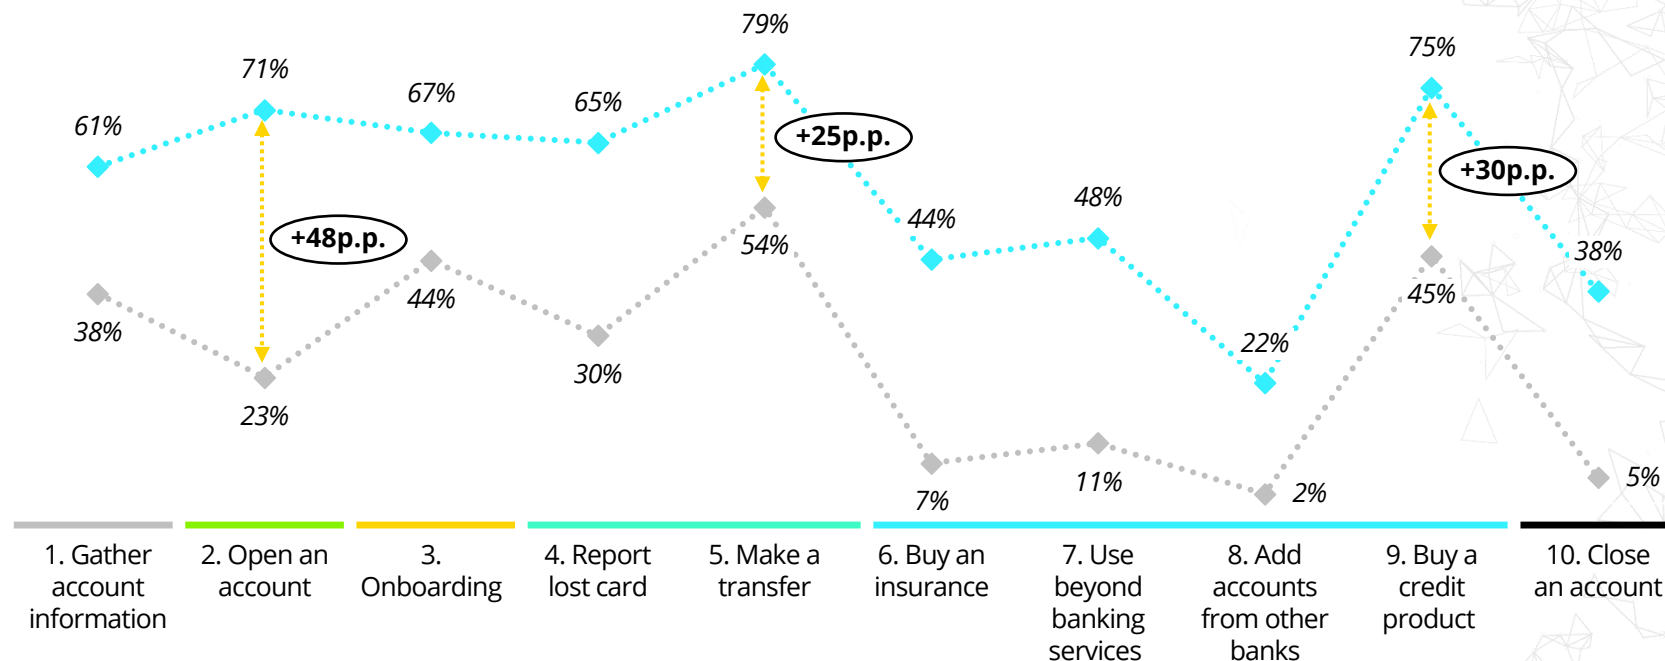 61%
71%
67%
65%
79%
44%
48%
22%
75%
38%
+48p.p.
+25p.p.
+30p.p.
38%
23%
44%
30%
54%
7%
11%
2%
45%
5%
1. Gather
account
information
2. Open an
account
3.
Onboarding
4. Report
lost card
5. Make a
transfer
6. Buy an
insurance
7. Use
beyond
banking
services
8. Add
accounts
from other
banks
9. Buy a
credit
product
10. Close
an account